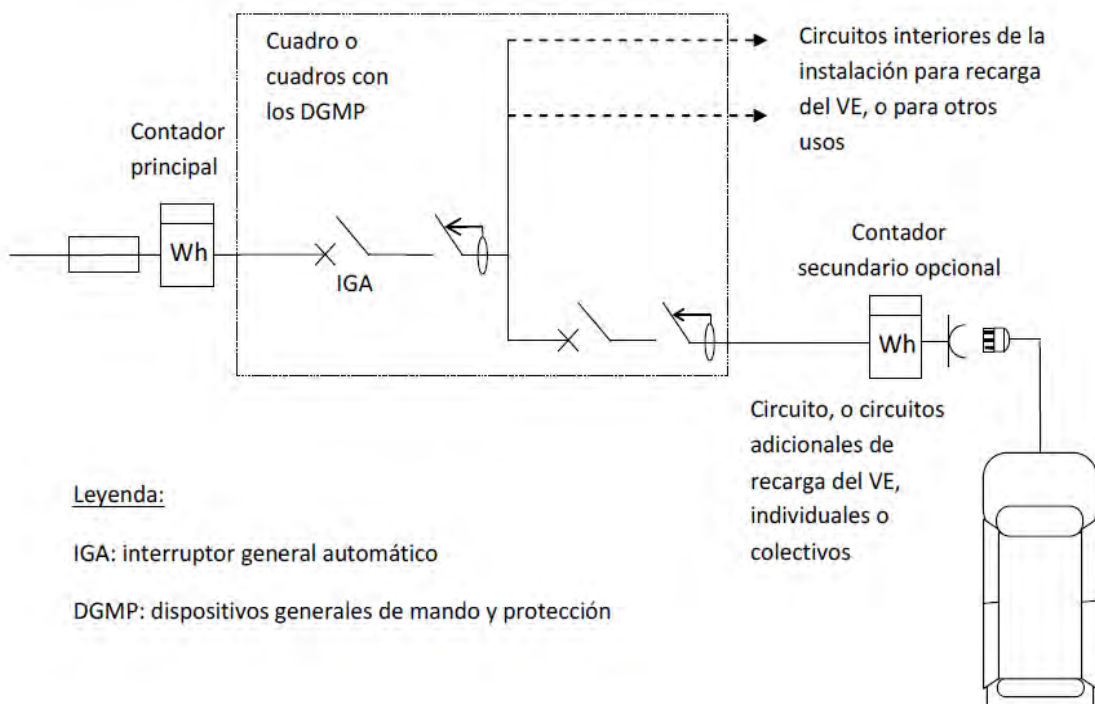 Cuadro o
cuadros con
los DGMP
Circuitos interiores de la
instalación para recarga
del VE, o para otros
usos
Contador
principal
Wh
IGA
Contador
secundario opcional
Wh
Circuito, o circuitos
adicionales de
recarga del VE,
individuales o
colectivos
Leyenda:
IGA: interruptor general automático
DGMP: dispositivos generales de mando y protección